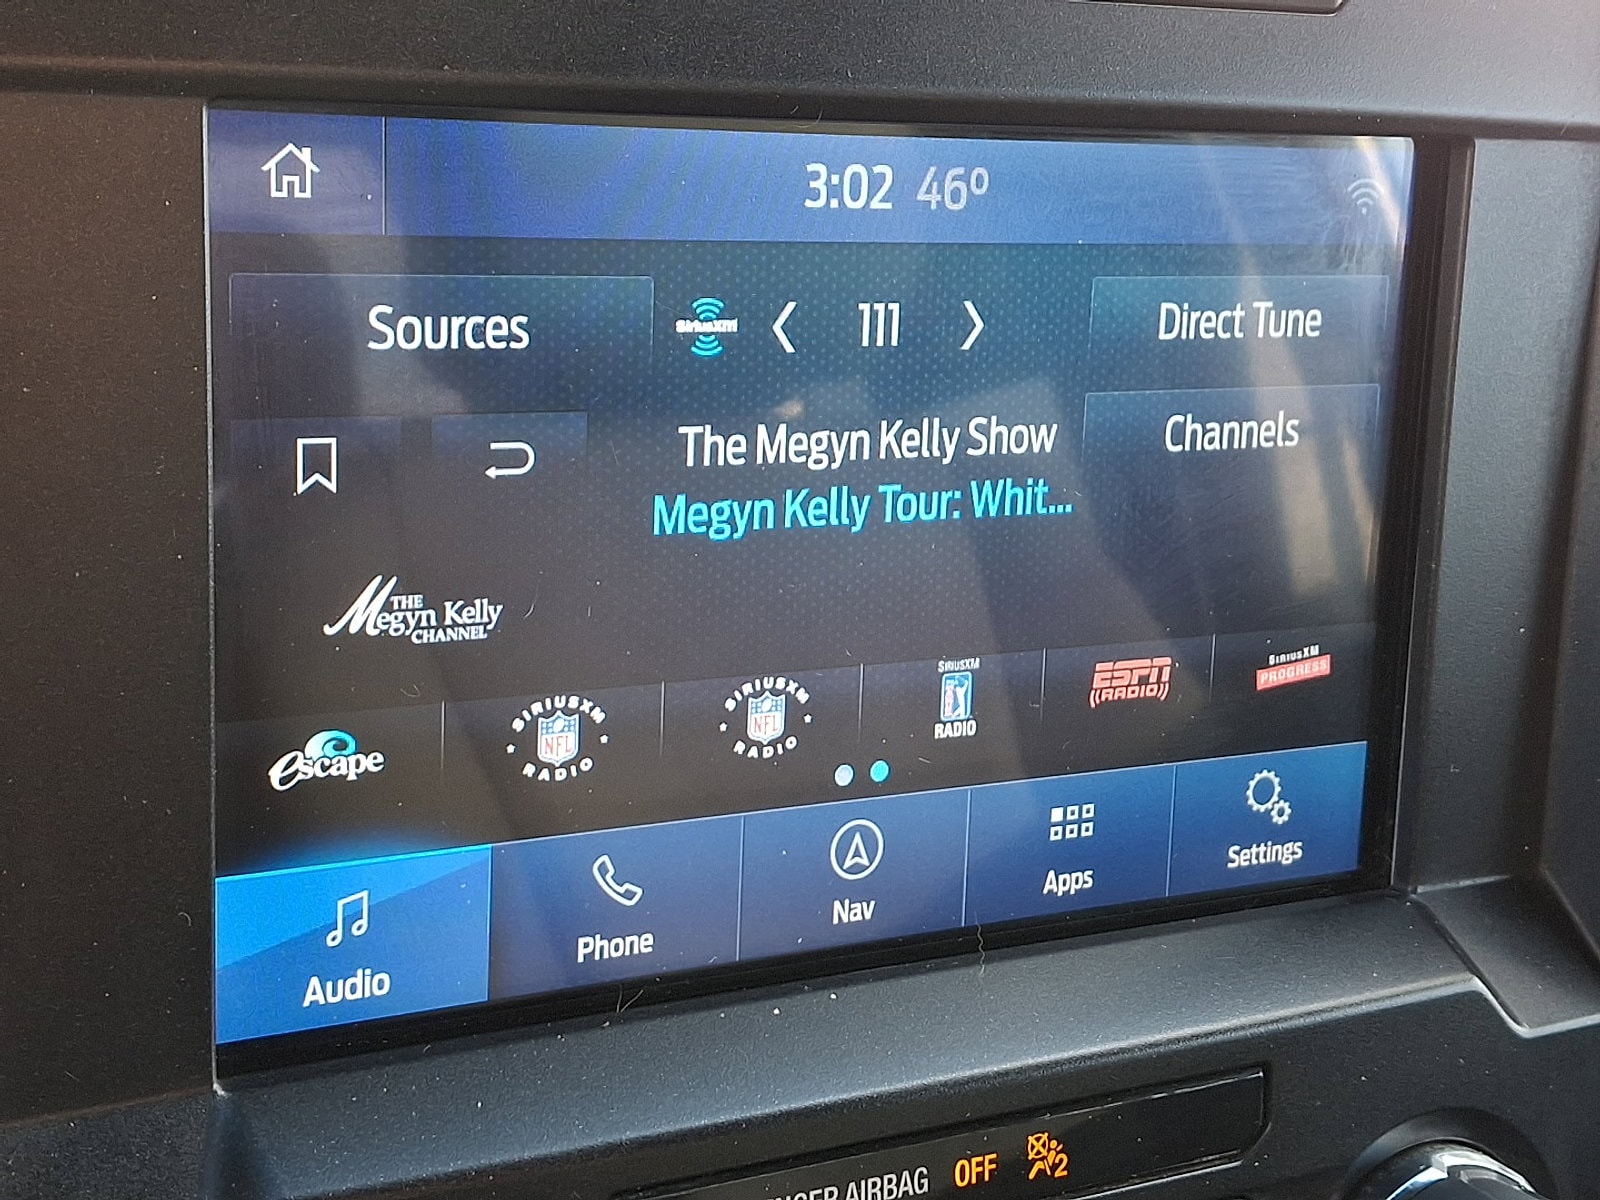 3:02 46°
Sources
SiriusXM
111
Direct Tune
The Megyn Kelly Show
Channels
Megyn Kelly Tour: Whit...
THE
Megyn Kelly
CHANNEL
escape
SIRIUSXM
NFL
RADIO
SIRIUSXM
NFL
RADIO
SIRIUSXM
RADIO
ESPN
RADIO
SIRIUSXM
PROGRESS
Audio
Phone
Nav
Apps
Settings
AIRBAG OFF 2